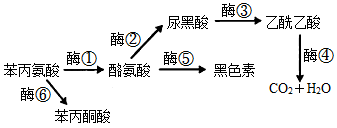 尿黑酸 酶③ 乙酰乙酸
酶② 酶④
苯丙氨酸 酶① 酪氨酸 酶⑤ 黑色素
酶⑥ CO₂+H₂O
苯丙酮酸